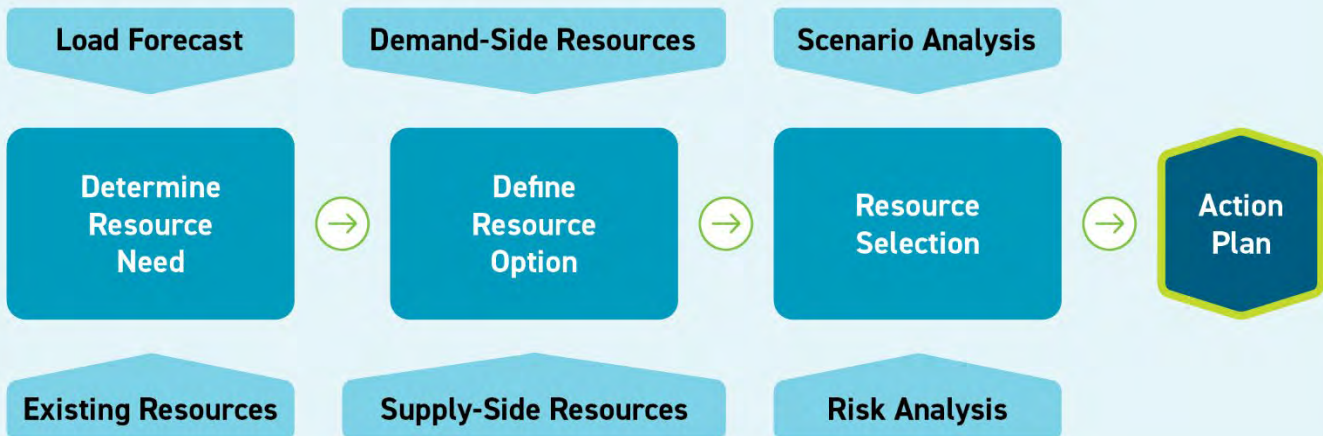 Load Forecast
Demand-Side Resources
Scenario Analysis
Determine
Resource
Need
Define
Resource
Option
Resource
Selection
Action
Plan
Existing Resources
Supply-Side Resources
Risk Analysis